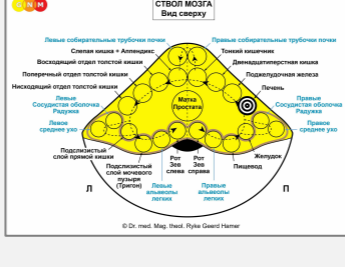 GNM
СТВОЛ МОЗГА
Вид сверху
Левые собирательные трубочки почки
Правые собирательные трубочки почки
Слепая кишка + Аппендикс
Тонкий кишечник
Восходящий отдел толстой кишки
Двенадцатиперстная кишка
Поперечный отдел толстой кишки
Поджелудочная железа
Нисходящий отдел толстой кишки
Печень
Левые
Сосудистая оболочка
Радужка
Матка
Простата
Правые
Сосудистая оболочка
Радужка
Левое
среднее ухо
Правое
среднее ухо
Подслизистый
слой прямой кишки
Рот
Зев
слева
Рот
Зев
справа
Желудок
Подслизистый
слой мочевого
пузыря
(Тригон)
Пищевод
Левые
альвеолы
легких
Правые
альвеолы
легких
Л
П
© Dr. med. Mag. theol. Ryke Geerd Hamer